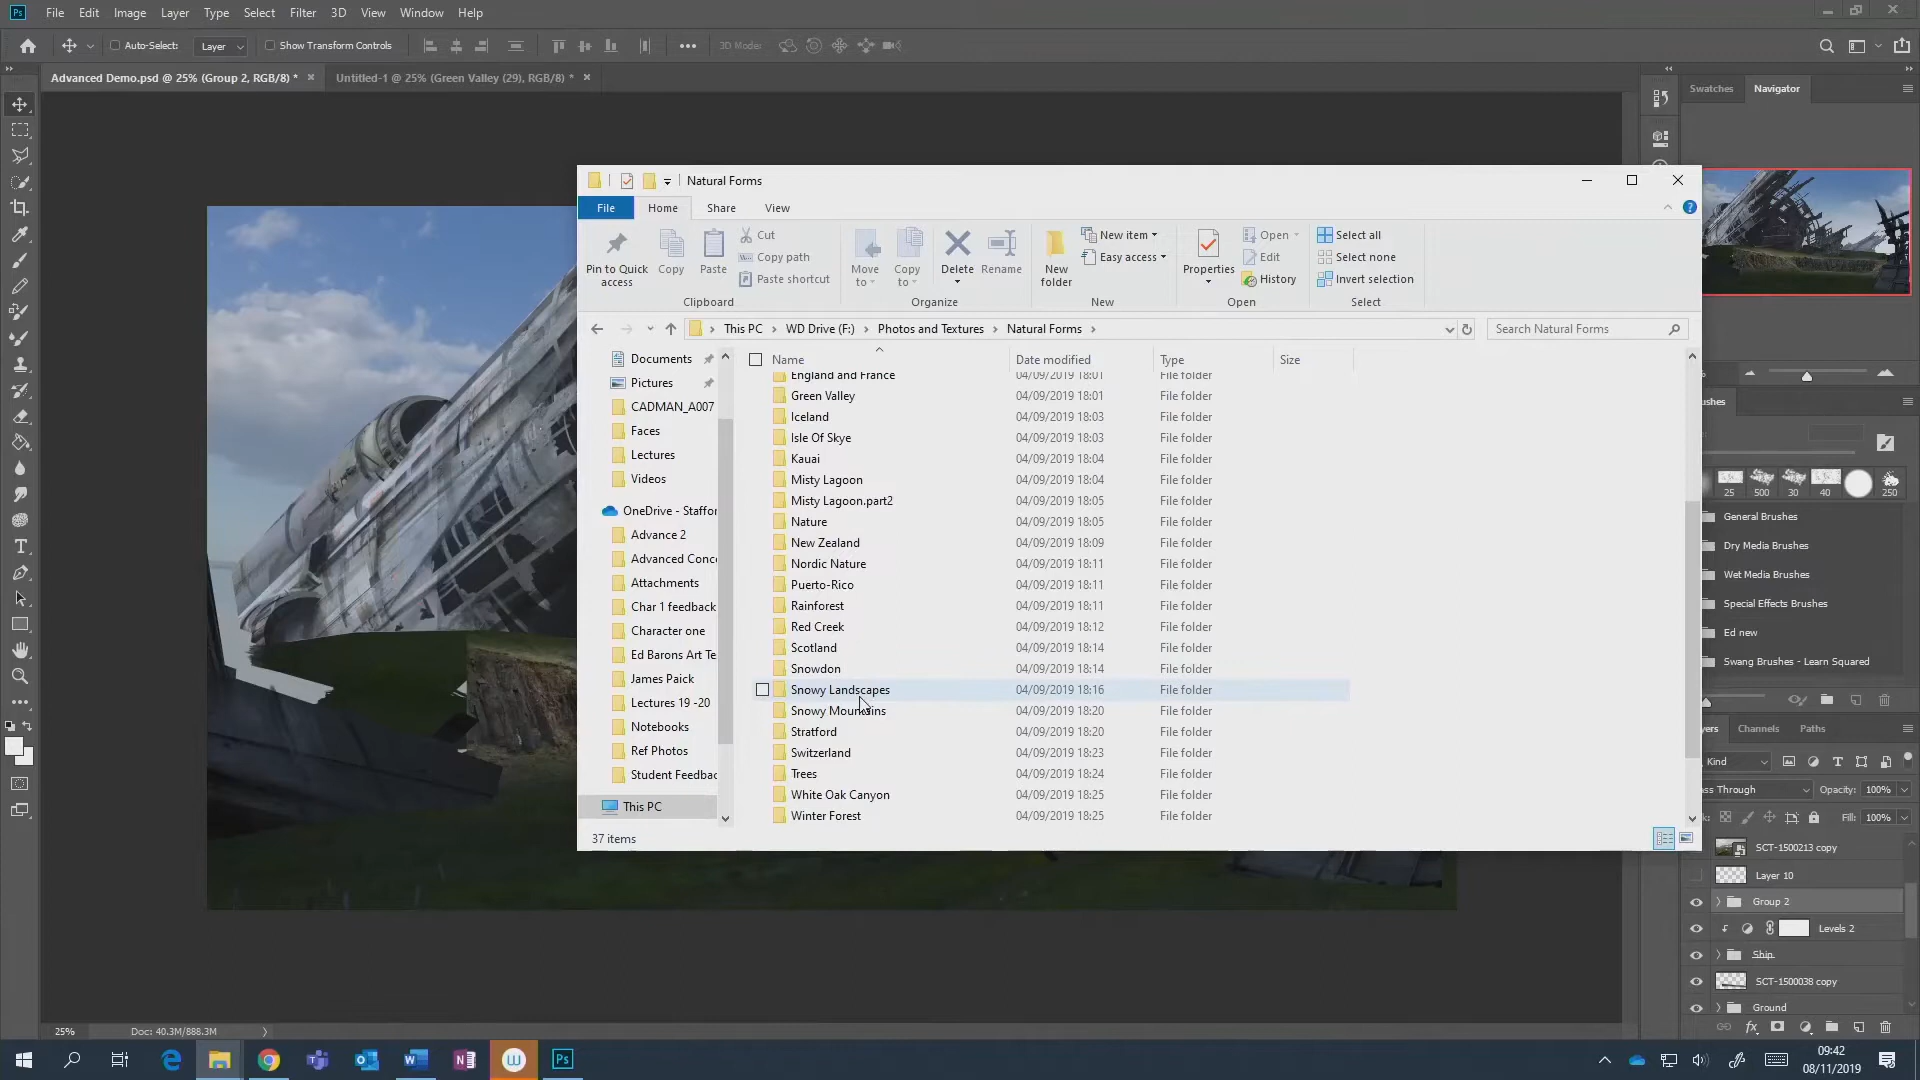 Ps File Edit Image Layer Type Select Filter 3D View Window Help
Auto-Select: Layer Show Transform Controls 3D Mode:
Advanced Demo.psd @ 25% (Group 2, RGB/8) * Untitled-1 @ 25% (Green Valley (29), RGB/8) *
Swatches Navigator
Natural Forms
File Home Share View
Pin to Quick access
Copy
Paste
Cut
Copy path
Paste shortcut
Clipboard
Move to
Copy to
Delete
Rename
Organize
New folder
New item
Easy access
New
Properties
Open
Edit
History
Open
Select all
Select none
Invert selection
Select
This PC WD Drive (F:) Photos and Textures Natural Forms
Search Natural Forms
Documents
Pictures
CADMAN_A007
Faces
Lectures
Videos
OneDrive - Staffor
Advance 2
Advanced Conc
Attachments
Char 1 feedback
Character one
Ed Barons Art Te
James Paick
Lectures 19 -20
Notebooks
Ref Photos
Student Feedbac
This PC
Name Date modified Type Size
England and France 04/09/2019 18:01 File folder
Green Valley 04/09/2019 18:01 File folder
Iceland 04/09/2019 18:03 File folder
Isle Of Skye 04/09/2019 18:03 File folder
Kauai 04/09/2019 18:04 File folder
Misty Lagoon 04/09/2019 18:04 File folder
Misty Lagoon.part2 04/09/2019 18:05 File folder
Nature 04/09/2019 18:05 File folder
New Zealand 04/09/2019 18:09 File folder
Nordic Nature 04/09/2019 18:11 File folder
Puerto-Rico 04/09/2019 18:11 File folder
Rainforest 04/09/2019 18:11 File folder
Red Creek 04/09/2019 18:12 File folder
Scotland 04/09/2019 18:14 File folder
Snowdon 04/09/2019 18:14 File folder
Snowy Landscapes 04/09/2019 18:16 File folder
Snowy Mountains 04/09/2019 18:20 File folder
Stratford 04/09/2019 18:20 File folder
Switzerland 04/09/2019 18:23 File folder
Trees 04/09/2019 18:24 File folder
White Oak Canyon 04/09/2019 18:25 File folder
Winter Forest 04/09/2019 18:25 File folder
37 items
ushes
25 500 30 40 250
General Brushes
Dry Media Brushes
Wet Media Brushes
Special Effects Brushes
Ed new
Swang Brushes - Learn Squared
yers Channels Paths
Kind
ass Through Opacity: 100%
Fill: 100%
SCT-1500213 copy
Layer 10
Group 2
Levels 2
Ship
SCT-1500038 copy
Ground
25% Doc: 40.3M/888.3M
09:42
08/11/2019